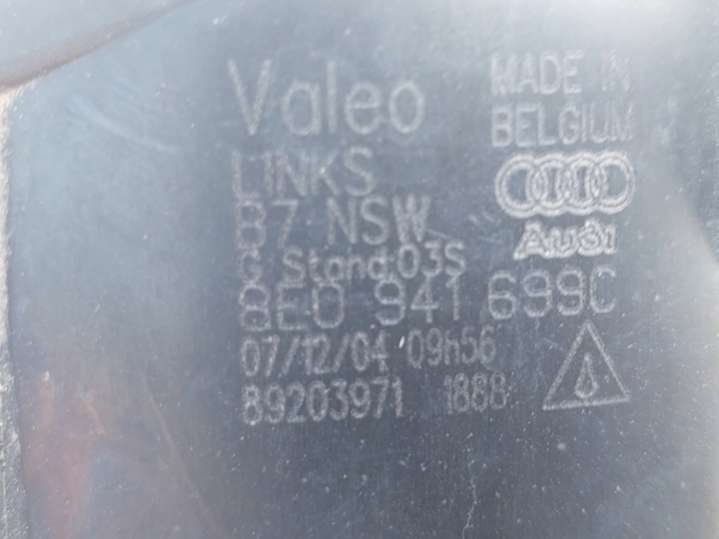 Valeo
MADE IN
BELGIUM
LINKS
B7 NSW
G. Stand:03S
Audi
8E0 941 699C
07/12/04 09h56
89203971 1888